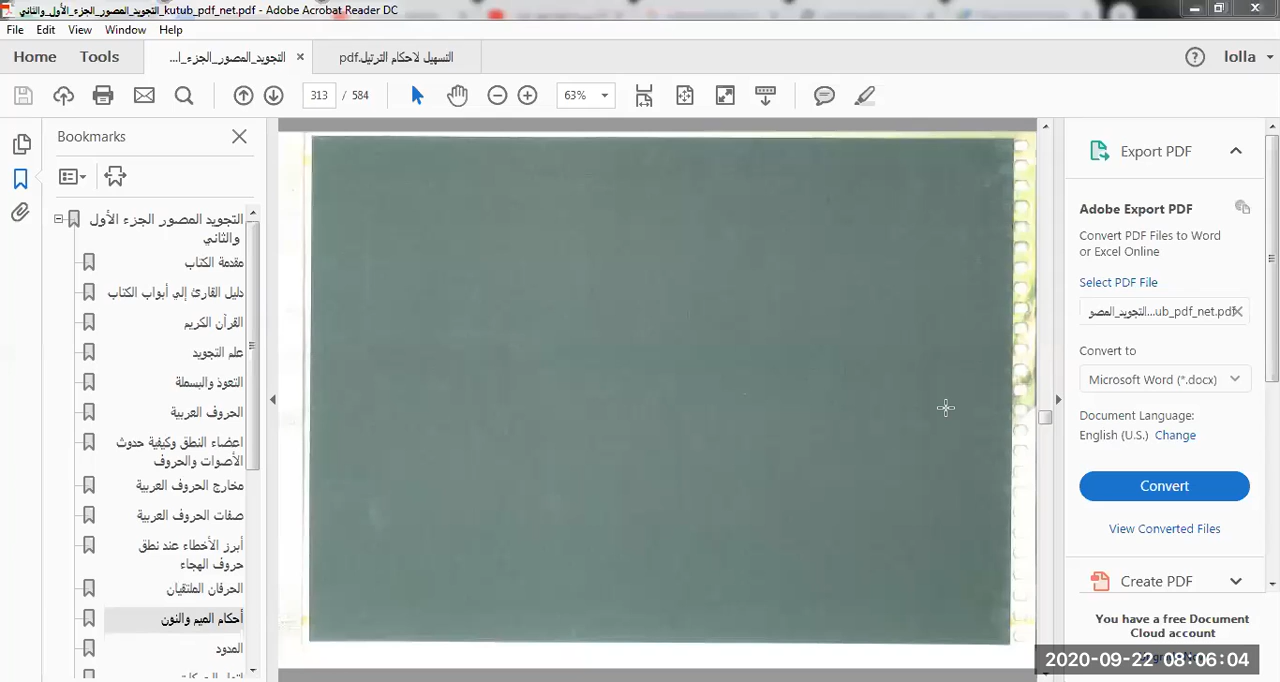 التجويد_المصور_الجزء_الأول_والثاني_kutub_pdf_net.pdf - Adobe Acrobat Reader DC
File Edit View Window Help
Home Tools التجويد_المصور_الجزء_ا... التسهيل لاحكام الترتيل.pdf lolla
313 / 584 63%
Bookmarks
التجويد المصور الجزء الأول
والثاني
مقدمة الكتاب
دليل القارئ إلي أبواب الكتاب
القرآن الكريم
علم التجويد
التعوذ والبسملة
الحروف العربية
اعضاء النطق وكيفية حدوث
الأصوات والحروف
مخارج الحروف العربية
صفات الحروف العربية
أبرز الأخطاء عند نطق
حروف الهجاء
الحرفان الملتقيان
أحكام الميم والنون
المدود
Export PDF
Adobe Export PDF
Convert PDF Files to Word
or Excel Online
Select PDF File
التجويد_المصو...ub_pdf_net.pdf
Convert to
Microsoft Word (*.docx)
Document Language:
English (U.S.) Change
Convert
View Converted Files
Create PDF
You have a free Document
Cloud account
2020-09-22 08:06:04